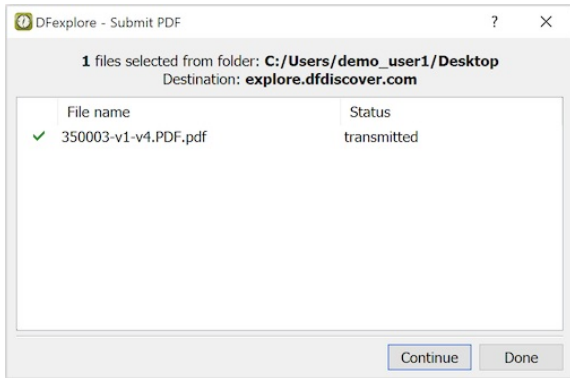 DFexplore - Submit PDF
1 files selected from folder: C:/Users/demo_user1/Desktop
Destination: explore.dfdiscover.com
File name Status
350003-v1-v4.PDF.pdf transmitted
Continue Done